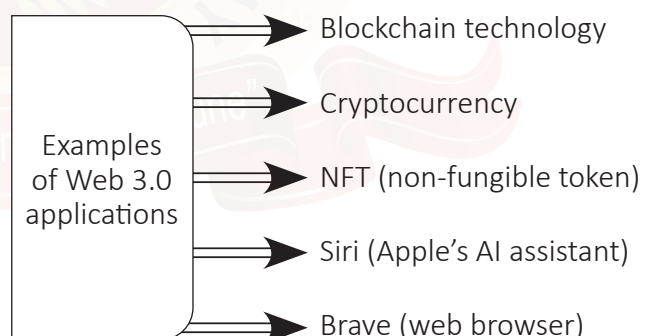 Blockchain technology
Cryptocurrency
Examples
of Web 3.0
applications
NFT (non-fungible token)
Siri (Apple's AI assistant)
Brave (web browser)